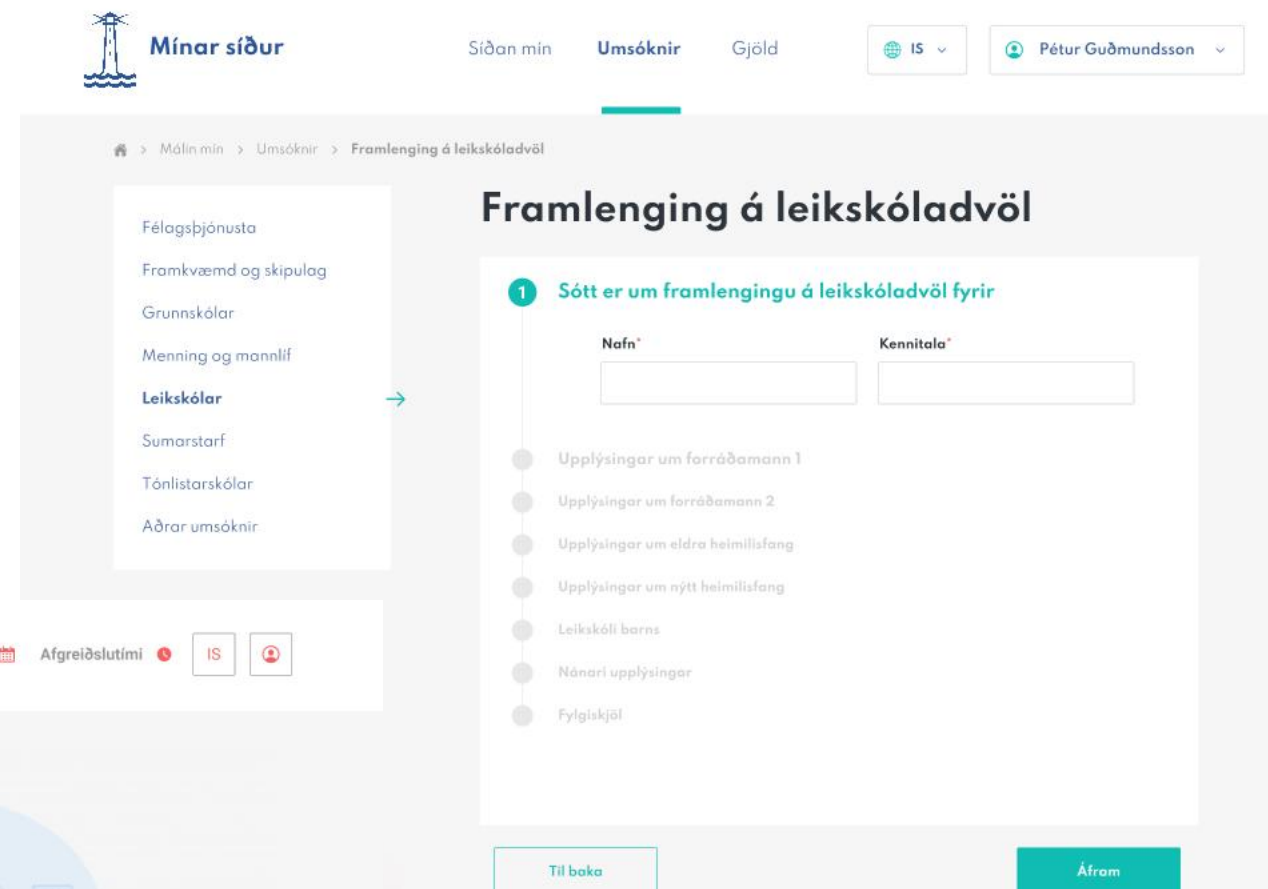 Mínar síður
Síðan mín Umsóknir Gjöld IS Pétur Guðmundsson
> Málin mín > Umsóknir > Framlenging á leikskóladvöl
Félagsþjónusta
Framkvæmd og skipulag
Grunnskólar
Menning og mannlíf
Leikskólar
Sumarstarf
Tónlistarskólar
Aðrar umsóknir
Framlenging á leikskóladvöl
1 Sótt er um framlengingu á leikskóladvöl fyrir
Nafn* Kennitala*
Upplýsingar um forráðamann 1
Upplýsingar um forráðamann 2
Upplýsingar um eldra heimilisfang
Upplýsingar um nýtt heimilisfang
Leikskóli barns
Nánari upplýsingar
Fylgiskjöl
Afgreiðslutími IS
Til baka Áfram